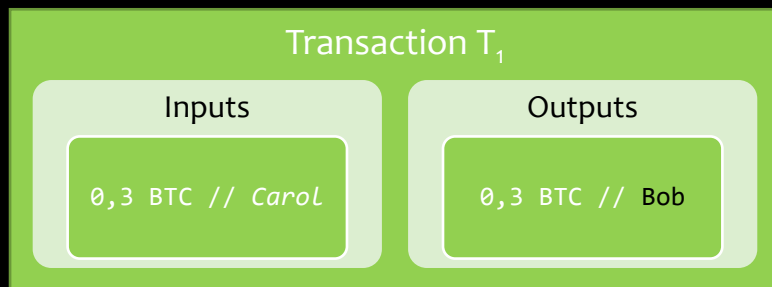 Transaction T₁
Inputs
Outputs
0,3 BTC // Carol
0,3 BTC // Bob